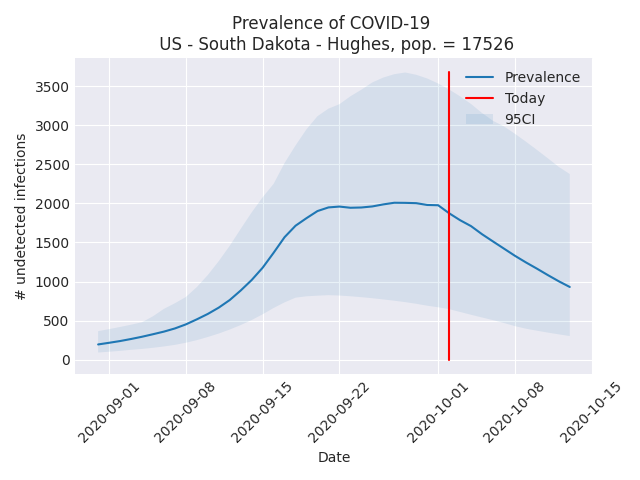 Prevalence of COVID-19
US - South Dakota - Hughes, pop. = 17526
Prevalence
Today
95CI
# undetected infections
3500
3000
2500
2000
1500
1000
500
0
2020-09-01
2020-09-08
2020-09-15
2020-09-22
2020-10-01
2020-10-08
2020-10-15
Date